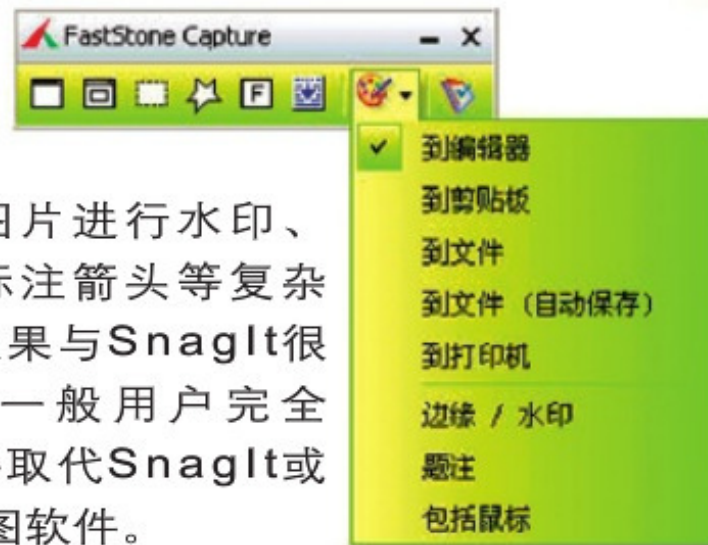 FastStone Capture
F
到编辑器
到剪贴板
到文件
到文件（自动保存）
到打印机
边缘 / 水印
题注
包括鼠标
图片进行水印、
标注箭头等复杂
果与SnagIt很
一般用户完全
取代SnagIt或
图软件。